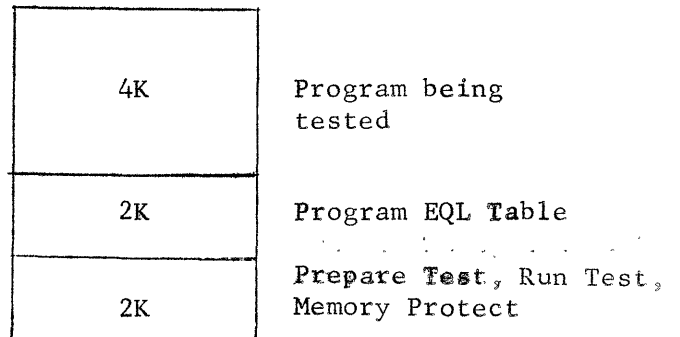 4K
Program being
tested
2K
Program EQL Table
2K
Prepare Test, Run Test,
Memory Protect